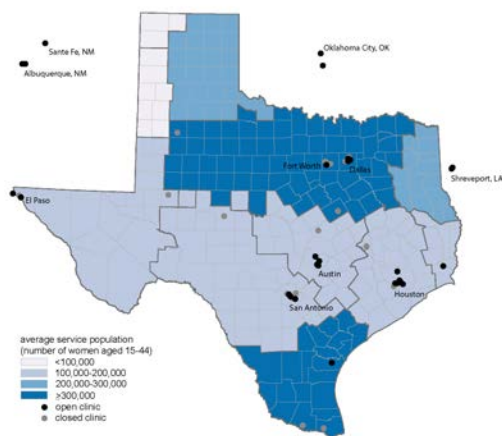 Sante Fe, NM
Oklahoma City, OK
Albuquerque, NM
Fort Worth
Dallas
Shreveport, LA
El Paso
Austin
Houston
San Antonio
average service population
(number of women aged 15-44)
<100,000
100,000-200,000
200,000-300,000
≥300,000
open clinic
closed clinic